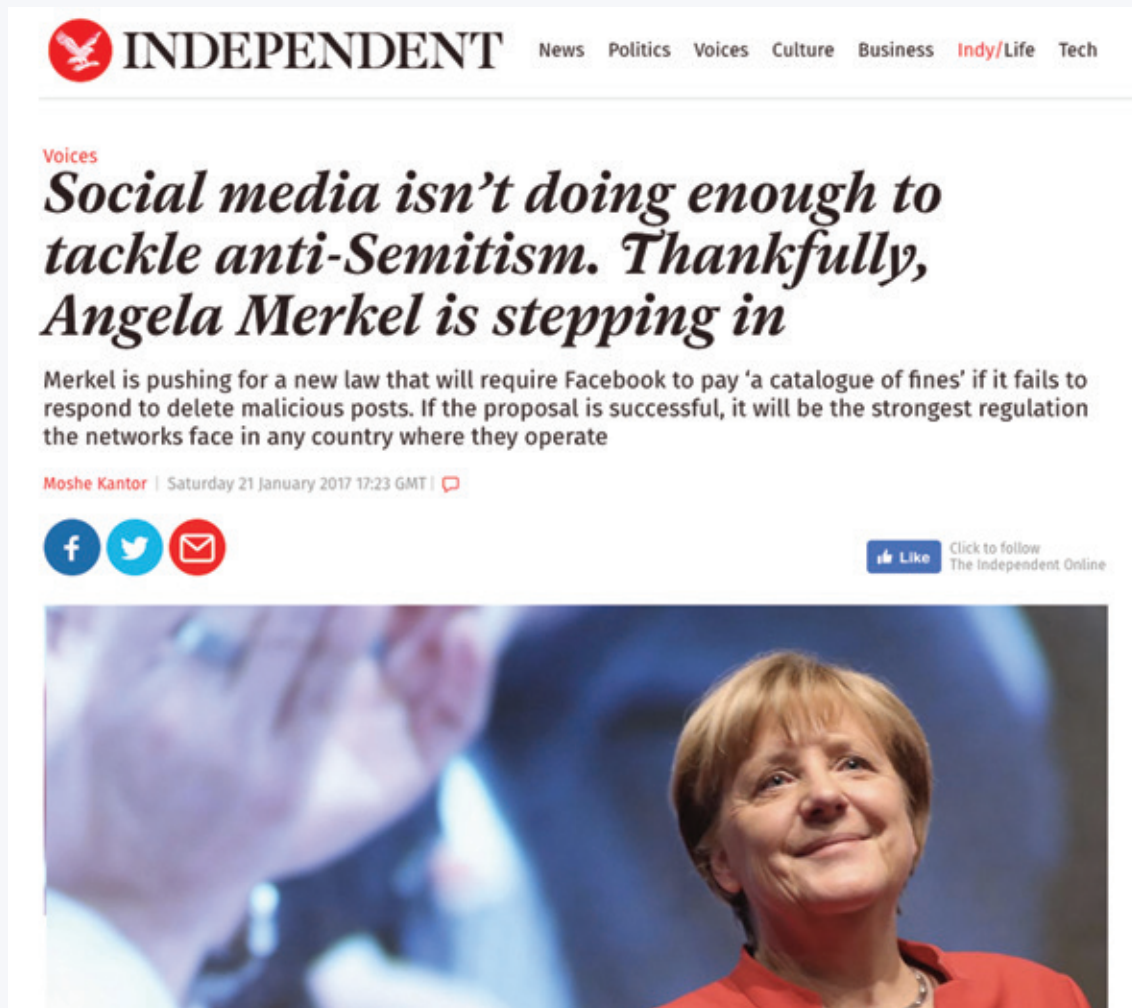 INDEPENDENT
News Politics Voices Culture Business Indy/Life Tech
Voices
Social media isn't doing enough to
tackle anti-Semitism. Thankfully,
Angela Merkel is stepping in
Merkel is pushing for a new law that will require Facebook to pay ‘a catalogue of fines’ if it fails to
respond to delete malicious posts. If the proposal is successful, it will be the strongest regulation
the networks face in any country where they operate
Moshe Kantor | Saturday 21 January 2017 17:23 GMT |
Like
Click to follow
The Independent Online